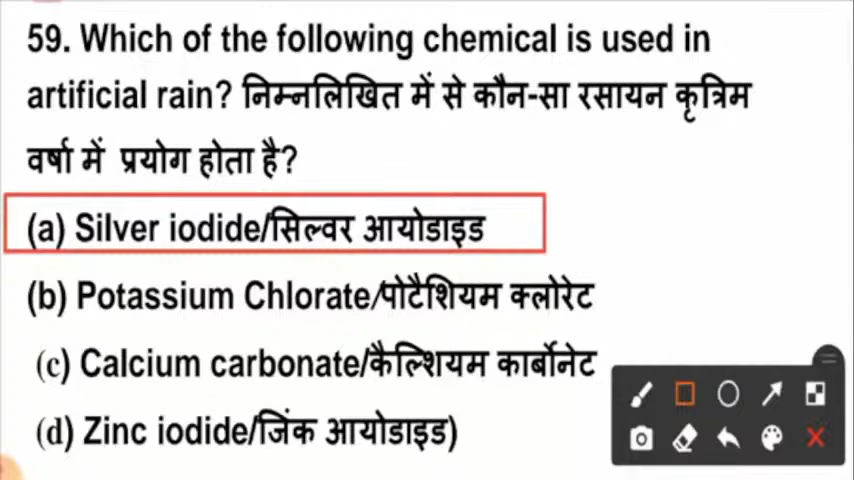 59. Which of the following chemical is used in
artificial rain? निम्नलिखित में से कौन-सा रसायन कृत्रिम
वर्षा में प्रयोग होता है?
(a) Silver iodide/सिल्वर आयोडाइड
(b) Potassium Chlorate/पोटैशियम क्लोरेट
(c) Calcium carbonate/कैल्शियम कार्बोनेट
(d) Zinc iodide/जिंक आयोडाइड)